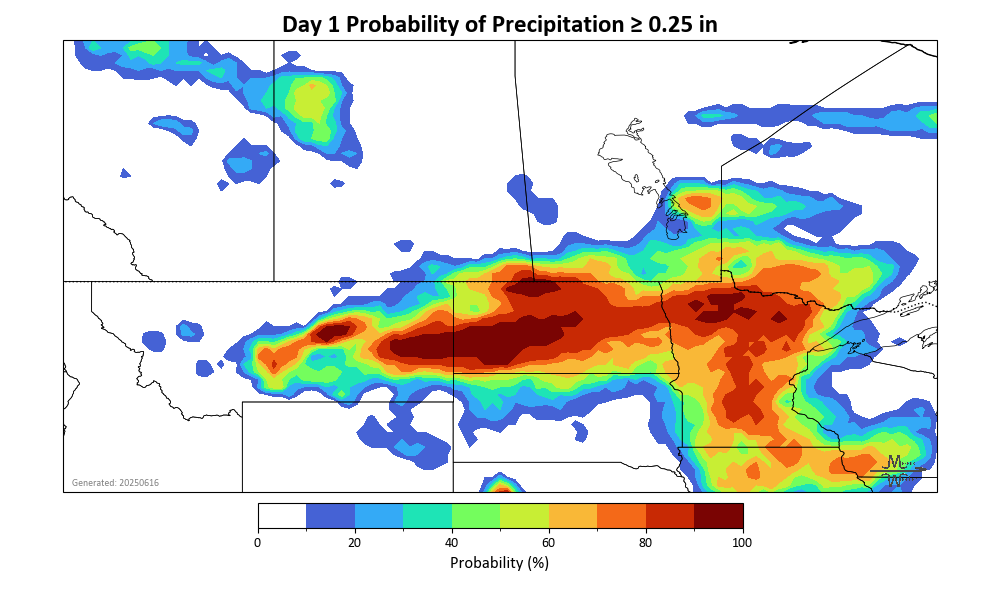 Day 1 Probability of Precipitation ≥ 0.25 in
Generated: 20250616
0 20 40 60 80 100
Probability (%)